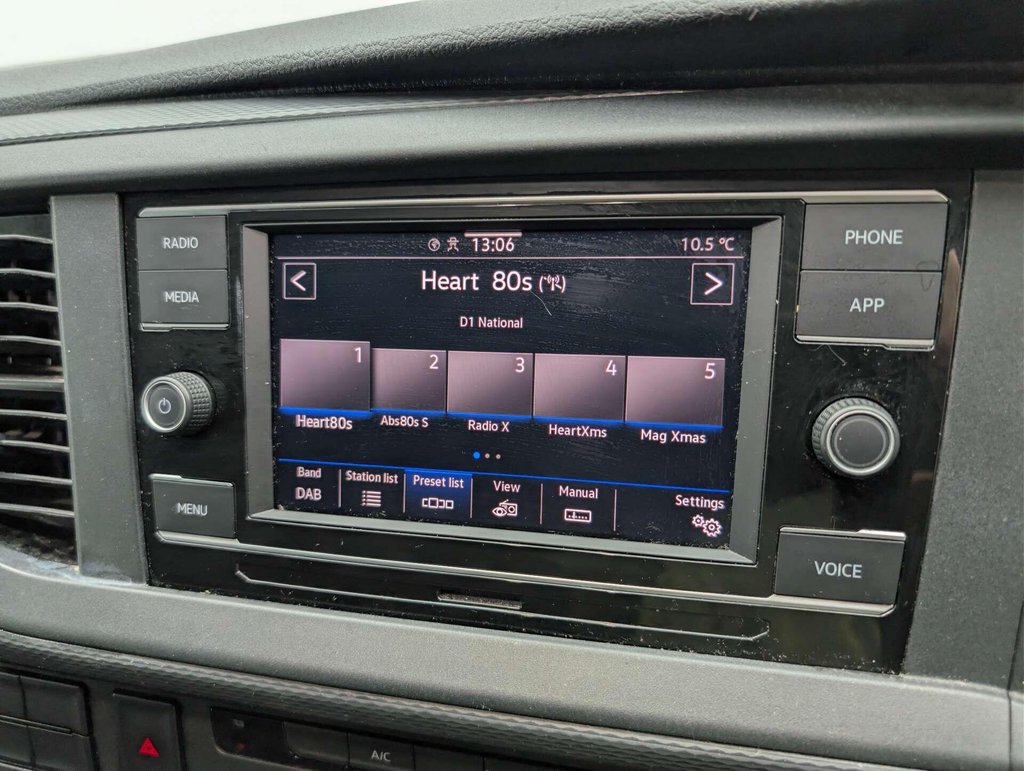 RADIO
MEDIA
MENU
13:06
10.5 °C
<
Heart 80s
>
D1 National
1 2 3 4 5
Heart80s Abs80s S Radio X HeartXms Mag Xmas
Band Station list Preset list View Manual Settings
DAB
PHONE
APP
VOICE
A/C